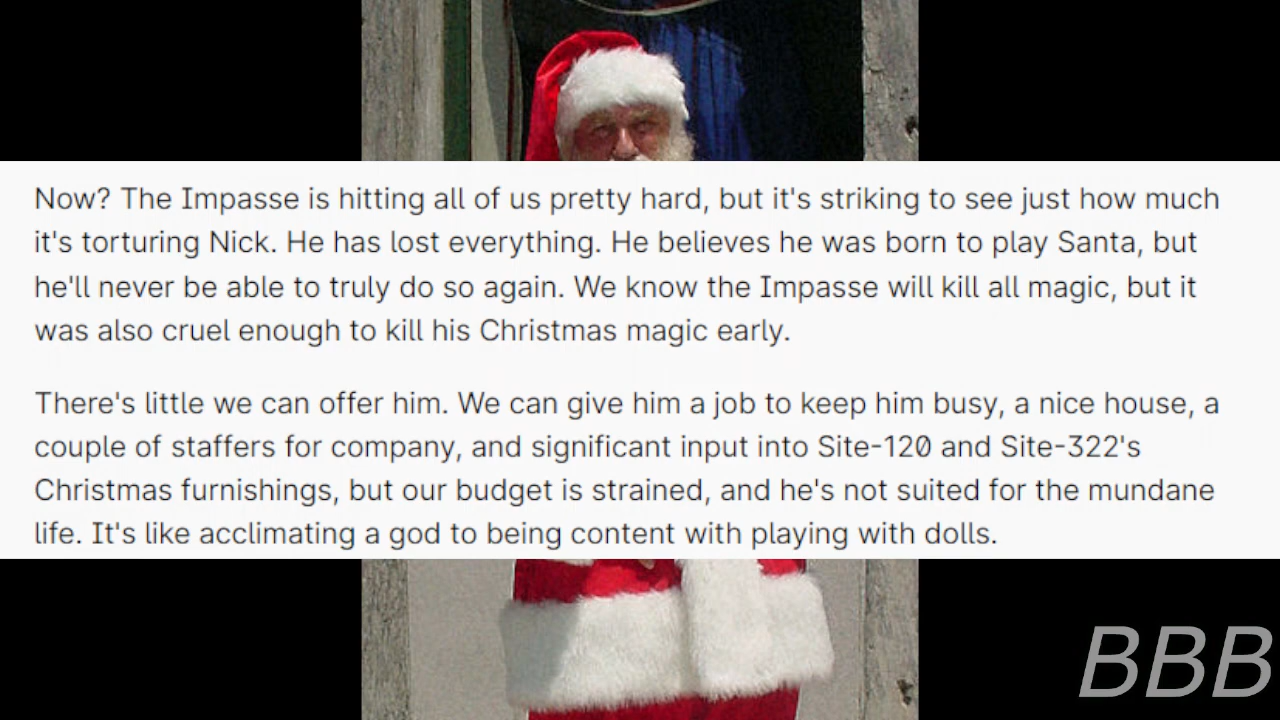 Now? The Impasse is hitting all of us pretty hard, but it's striking to see just how much
it's torturing Nick. He has lost everything. He believes he was born to play Santa, but
he'll never be able to truly do so again. We know the Impasse will kill all magic, but it
was also cruel enough to kill his Christmas magic early.
There's little we can offer him. We can give him a job to keep him busy, a nice house, a
couple of staffers for company, and significant input into Site-120 and Site-322's
Christmas furnishings, but our budget is strained, and he's not suited for the mundane
life. It's like acclimating a god to being content with playing with dolls.
BBB